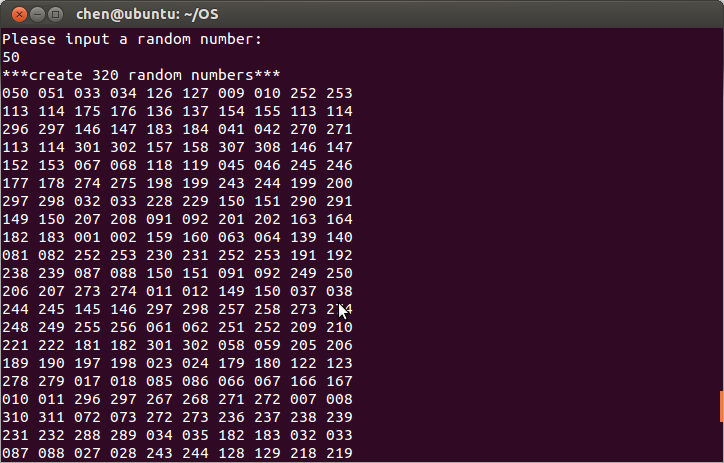 chen@ubuntu: ~/OS
Please input a random number:
50
***create 320 random numbers***
050 051 033 034 126 127 009 010 252 253
113 114 175 176 136 137 154 155 113 114
296 297 146 147 183 184 041 042 270 271
113 114 301 302 157 158 307 308 146 147
152 153 067 068 118 119 045 046 245 246
177 178 274 275 198 199 243 244 199 200
297 298 032 033 228 229 150 151 290 291
149 150 207 208 091 092 201 202 163 164
182 183 001 002 159 160 063 064 139 140
081 082 252 253 230 231 252 253 191 192
238 239 087 088 150 151 091 092 249 250
206 207 273 274 011 012 149 150 037 038
244 245 145 146 297 298 257 258 273
248 249 255 256 061 062 251 252 209 210
221 222 181 182 301 302 058 059 205 206
189 190 197 198 023 024 179 180 122 123
278 279 017 018 085 086 066 067 166 167
010 011 296 297 267 268 271 272 007 008
310 311 072 073 272 273 236 237 238 239
231 232 288 289 034 035 182 183 032 033
087 088 027 028 243 244 128 129 218 219